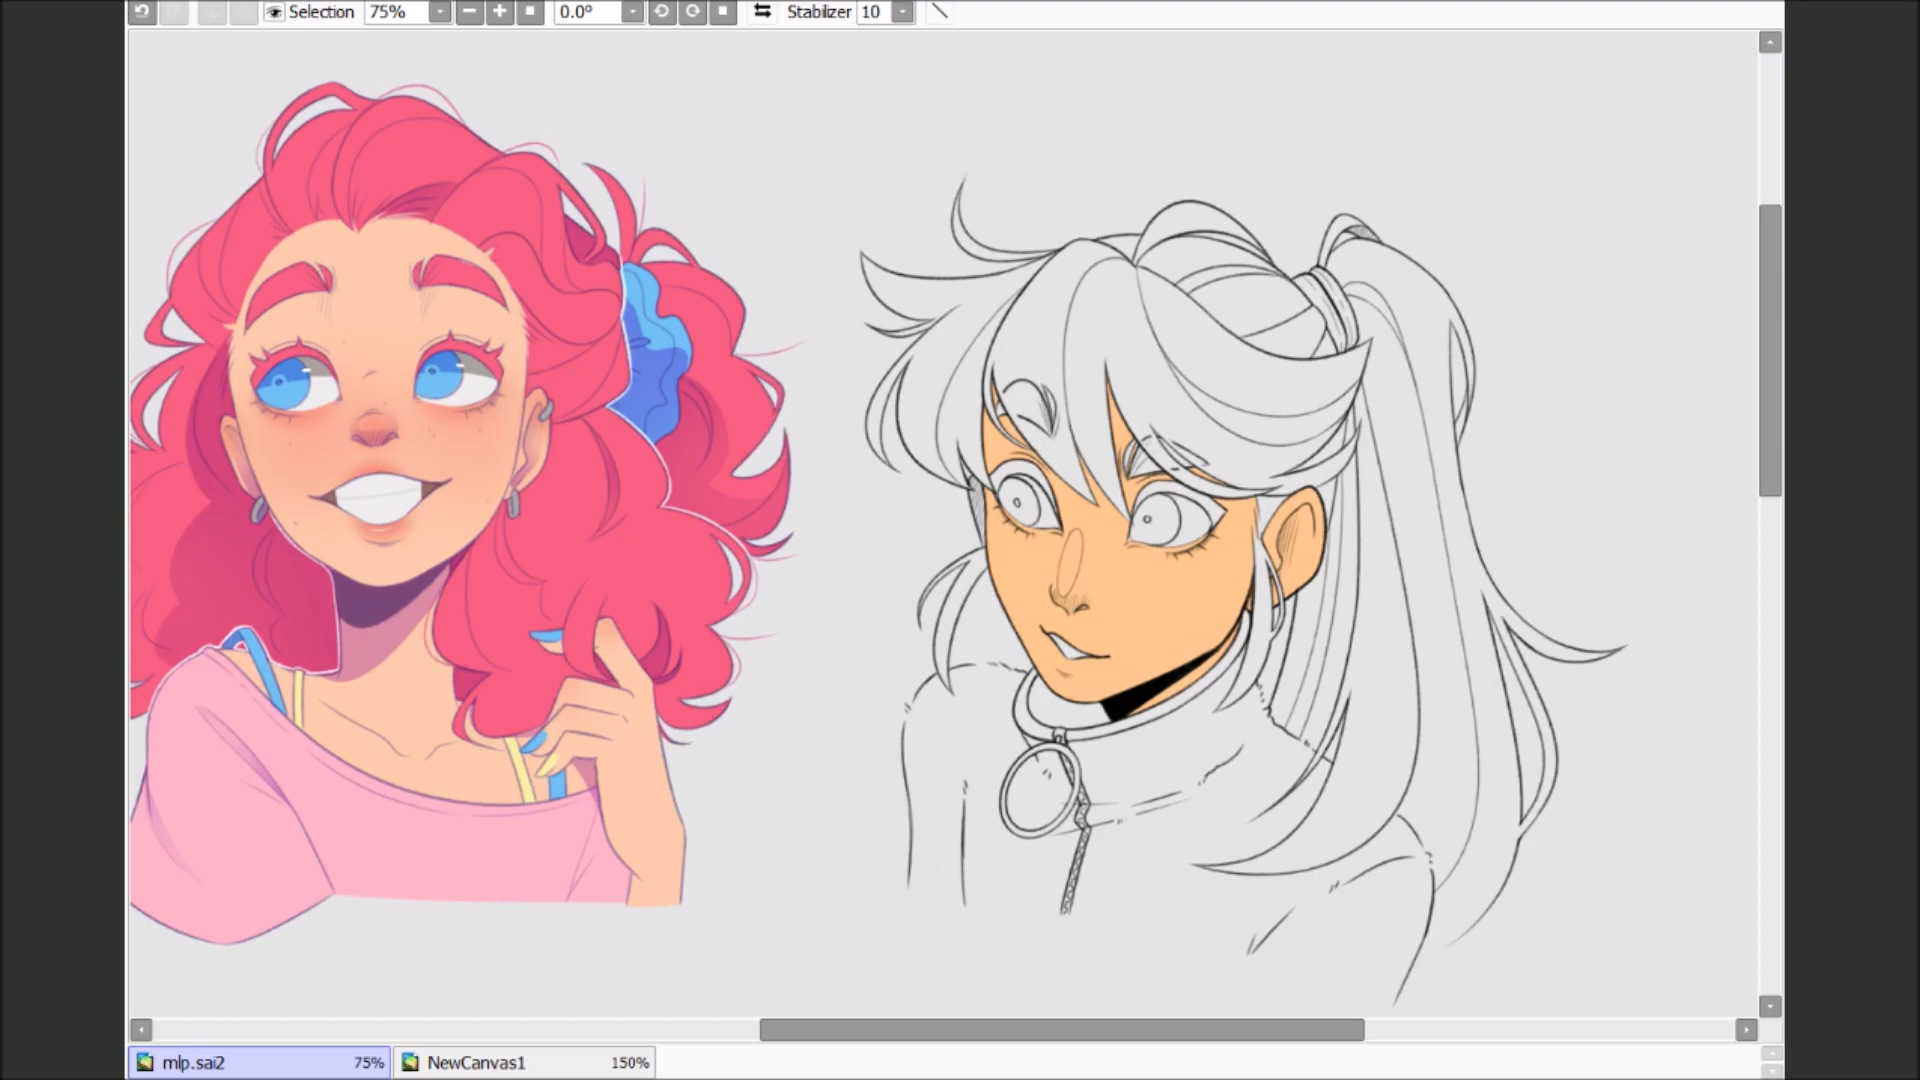 Selection 75% 0.0° Stabilizer 10
mlp.sai2 75% NewCanvas1 150%